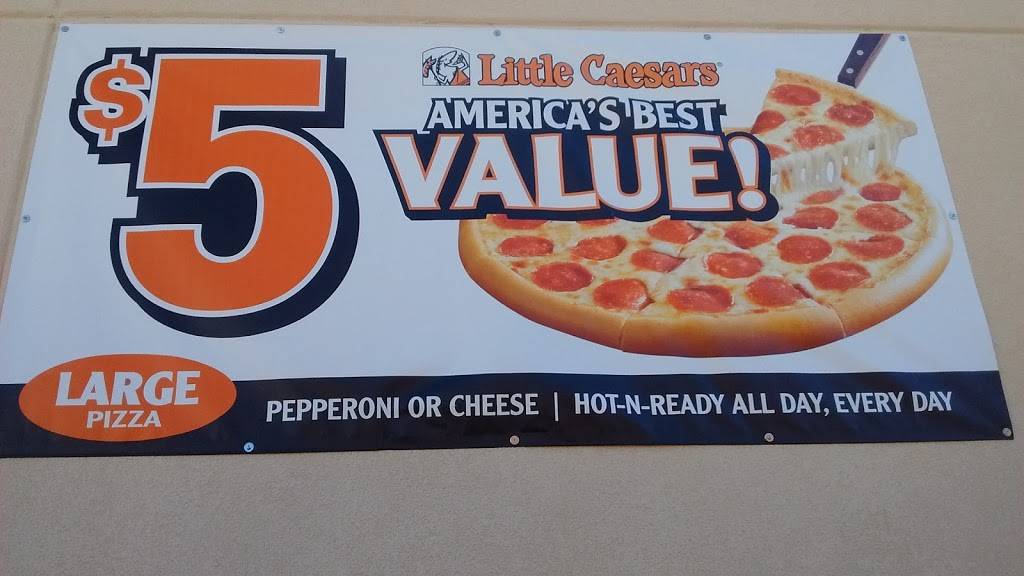 $5
Little Caesars®
AMERICA'S BEST
VALUE!
LARGE
PIZZA
PEPPERONI OR CHEESE | HOT-N-READY ALL DAY, EVERY DAY